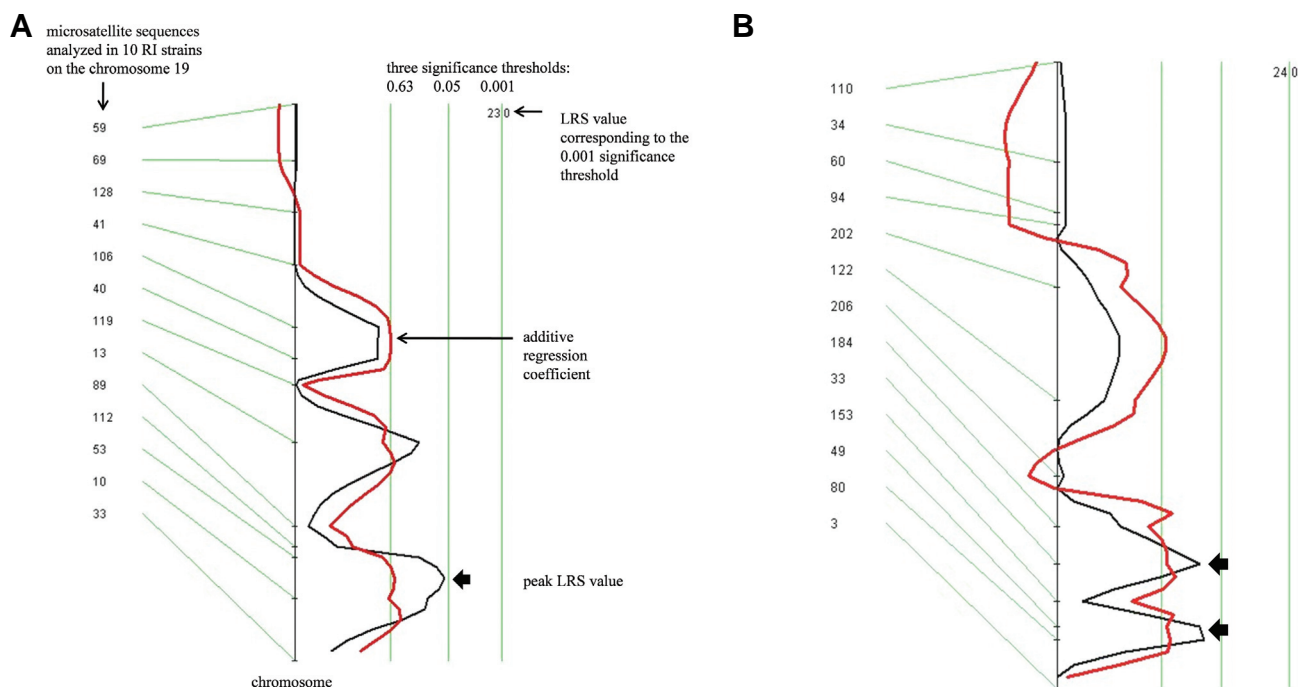 A
microsatellite sequences
analyzed in 10 RI strains
on the chromosome 19
three significance thresholds:
0.63 0.05 0.001
23.0
LRS value
corresponding to the
0.001 significance
threshold
59
69
128
41
106
40
119
13
89
112
53
10
33
additive
regression
coefficient
peak LRS value
chromosome
B
24.0
110
34
60
94
202
122
206
184
33
153
49
80
3